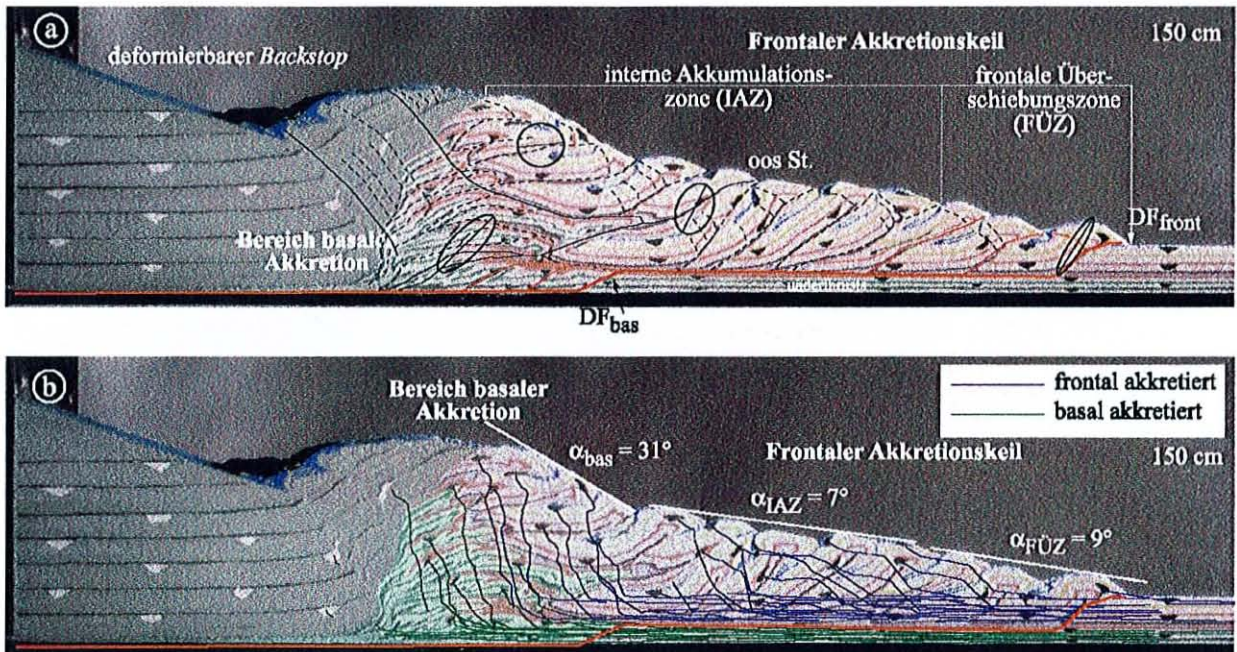 a
deformierbarer Backstop
Frontaler Akkretionskeil
150 cm
interne Akkumulations-
zone (IAZ)
frontale Über-
schiebungszone
(FÜZ)
oos St.
DFfront
Bereich basaler
Akkretion
underthrusts
DFbas
b
Bereich basaler
Akkretion
frontal akkretiert
basal akkretiert
αbas = 31°
Frontaler Akkretionskeil
150 cm
αIAZ = 7°
αFÜZ = 9°